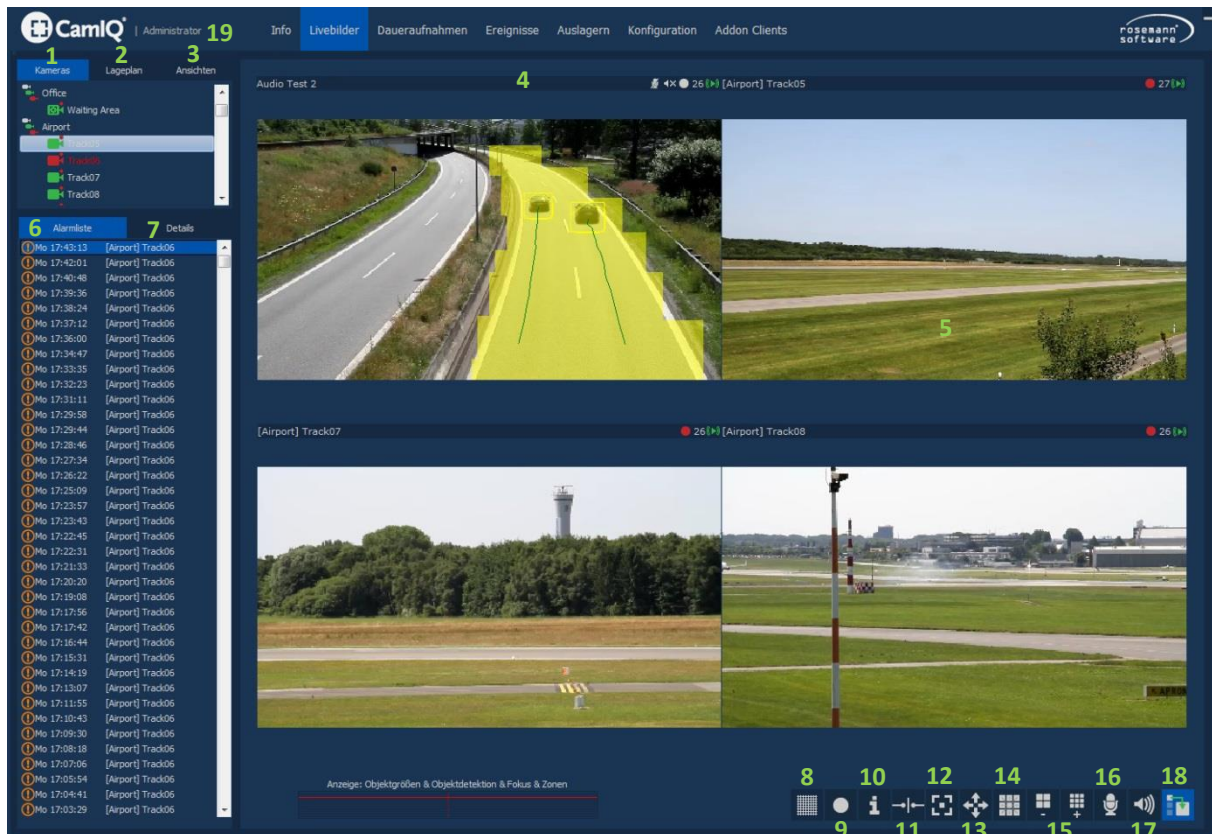 CamIQ® | Administrator 19
Info Livebilder Daueraufnahmen Ereignisse Auslagern Konfiguration Addon Clients
rosemann software
1 2 3
Kameras Lageplan Ansichten
Office
Waiting Area
Airport
Track05
Track06
Track07
Track08
6 Alarmliste 7 Details
Mo 17:43:13 [Airport] Track06
Mo 17:42:01 [Airport] Track06
Mo 17:40:48 [Airport] Track06
Mo 17:39:36 [Airport] Track06
Mo 17:38:24 [Airport] Track06
Mo 17:37:12 [Airport] Track06
Mo 17:36:00 [Airport] Track06
Mo 17:34:47 [Airport] Track06
Mo 17:33:35 [Airport] Track06
Mo 17:32:23 [Airport] Track06
Mo 17:31:11 [Airport] Track06
Mo 17:29:58 [Airport] Track06
Mo 17:29:44 [Airport] Track06
Mo 17:28:46 [Airport] Track06
Mo 17:27:34 [Airport] Track06
Mo 17:26:22 [Airport] Track06
Mo 17:25:09 [Airport] Track06
Mo 17:23:57 [Airport] Track06
Mo 17:23:43 [Airport] Track06
Mo 17:22:45 [Airport] Track06
Mo 17:22:31 [Airport] Track06
Mo 17:21:33 [Airport] Track06
Mo 17:20:20 [Airport] Track06
Mo 17:19:08 [Airport] Track06
Mo 17:17:56 [Airport] Track06
Mo 17:17:42 [Airport] Track06
Mo 17:16:44 [Airport] Track06
Mo 17:15:31 [Airport] Track06
Mo 17:14:19 [Airport] Track06
Mo 17:13:07 [Airport] Track06
Mo 17:11:55 [Airport] Track06
Mo 17:10:43 [Airport] Track06
Mo 17:09:30 [Airport] Track06
Mo 17:08:18 [Airport] Track06
Mo 17:07:06 [Airport] Track06
Mo 17:05:54 [Airport] Track06
Mo 17:04:41 [Airport] Track06
Mo 17:03:29 [Airport] Track06
4
Audio Test 2 26 [Airport] Track05 27
5
[Airport] Track07 26 [Airport] Track08 26
Anzeige: Objektgrößen & Objektdetektion & Fokus & Zonen
8 10 12 14 16 18
9 11 13 15 17